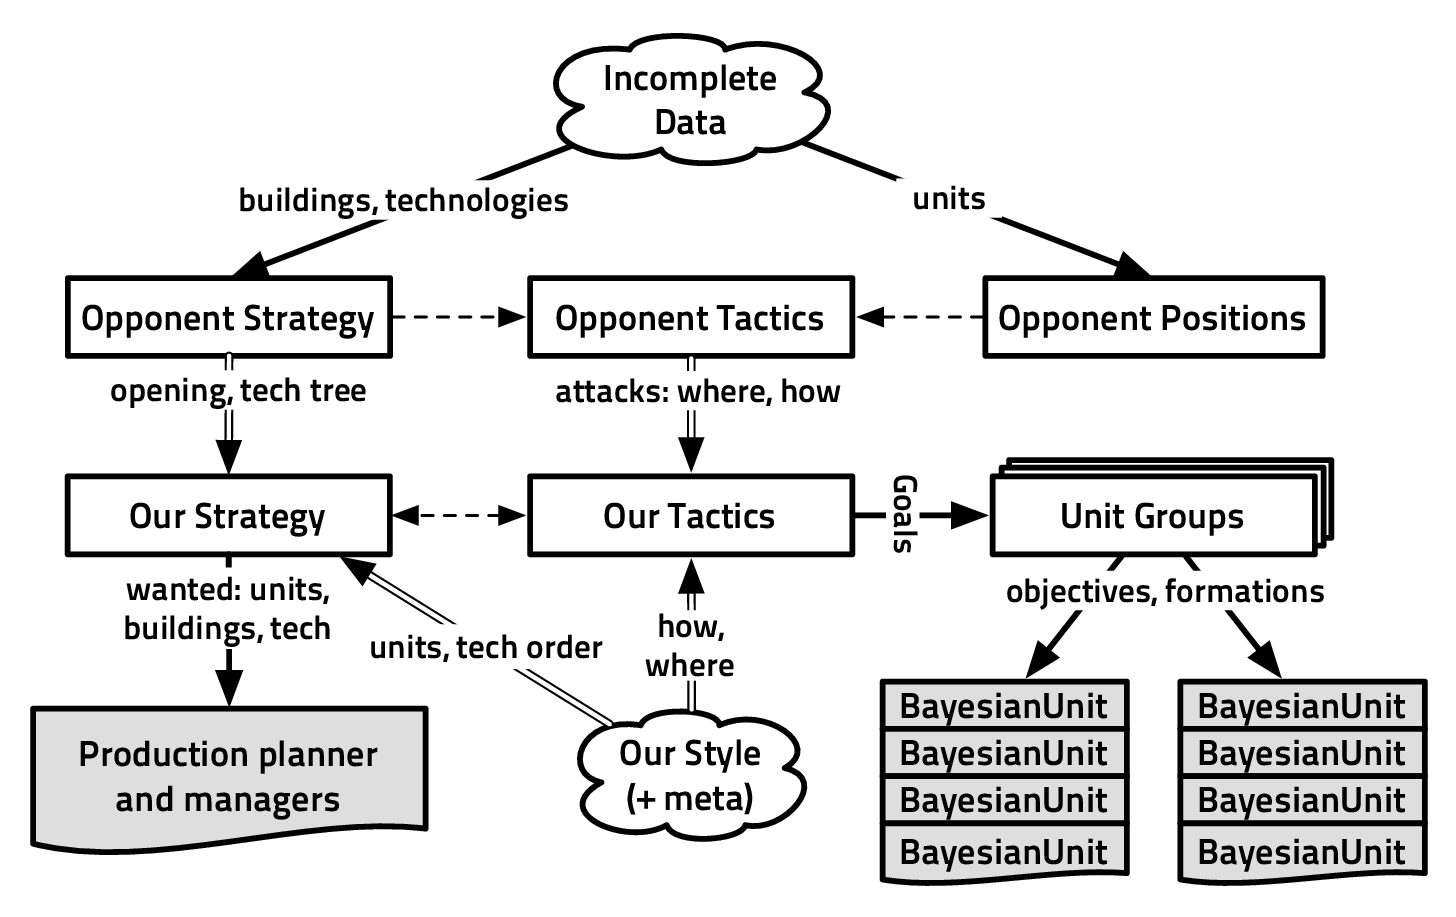 Incomplete
Data
buildings, technologies
units
Opponent Strategy
Opponent Tactics
Opponent Positions
opening, tech tree
attacks: where, how
Our Strategy
Our Tactics
Goals
Unit Groups
wanted: units,
buildings, tech
units, tech order
how,
where
objectives, formations
Production planner
and managers
Our Style
(+ meta)
BayesianUnit
BayesianUnit
BayesianUnit
BayesianUnit
BayesianUnit
BayesianUnit
BayesianUnit
BayesianUnit